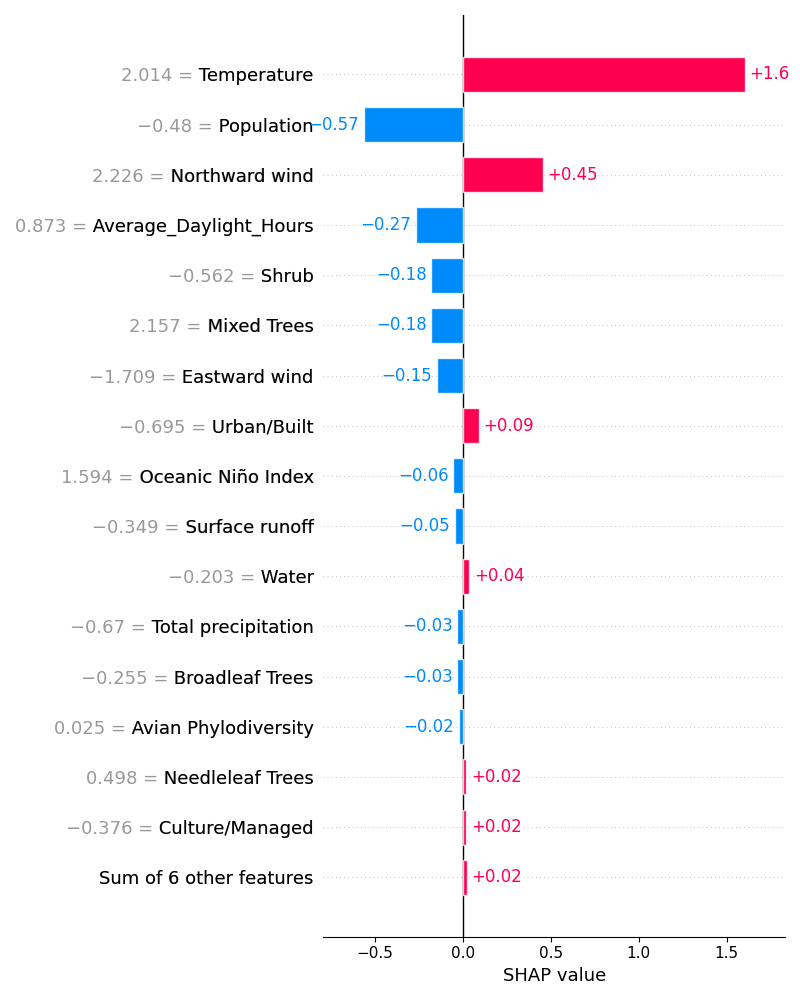 2.014 = Temperature +1.6
−0.48 = Population −0.57
2.226 = Northward wind +0.45
0.873 = Average_Daylight_Hours −0.27
−0.562 = Shrub −0.18
2.157 = Mixed Trees −0.18
−1.709 = Eastward wind −0.15
−0.695 = Urban/Built +0.09
1.594 = Oceanic Niño Index −0.06
−0.349 = Surface runoff −0.05
−0.203 = Water +0.04
−0.67 = Total precipitation −0.03
−0.255 = Broadleaf Trees −0.03
0.025 = Avian Phylodiversity −0.02
0.498 = Needleleaf Trees +0.02
−0.376 = Culture/Managed +0.02
Sum of 6 other features +0.02
−0.5 0.0 0.5 1.0 1.5
SHAP value